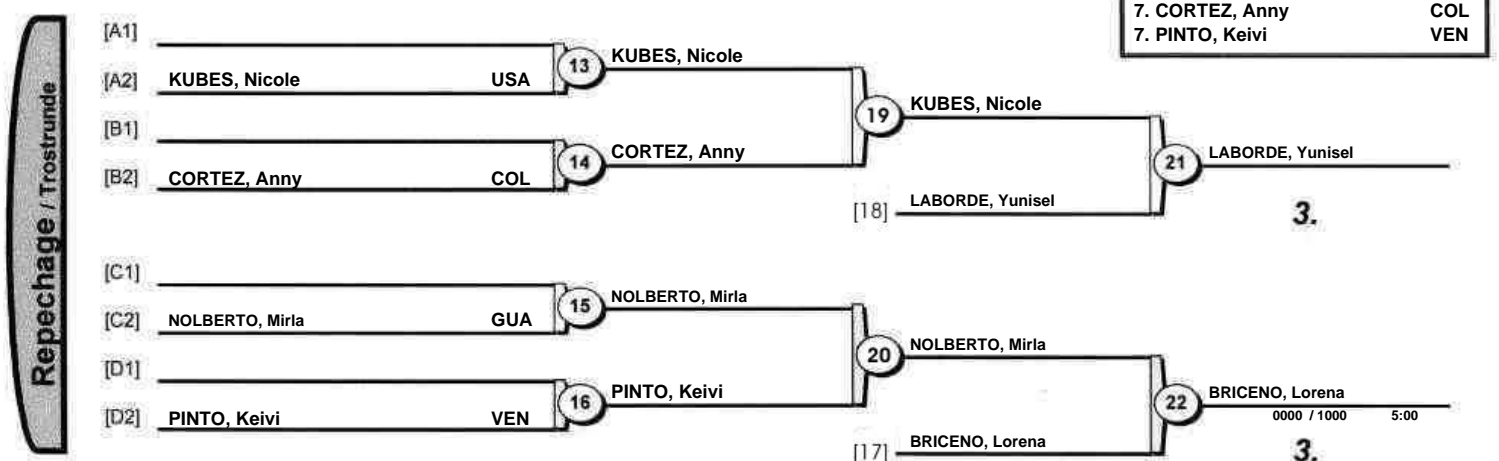 7. CORTEZ, Anny COL
7. PINTO, Keivi VEN
Repechage / Trostrunde
[A1]
[A2] KUBES, Nicole USA
13 KUBES, Nicole
[B1]
[B2] CORTEZ, Anny COL
14 CORTEZ, Anny
19 KUBES, Nicole
[18] LABORDE, Yunisel
21 LABORDE, Yunisel
3.
[C1]
[C2] NOLBERTO, Mirla GUA
15 NOLBERTO, Mirla
[D1]
[D2] PINTO, Keivi VEN
16 PINTO, Keivi
20 NOLBERTO, Mirla
[17] BRICENO, Lorena
22 BRICENO, Lorena
0000 / 1000 5:00
3.